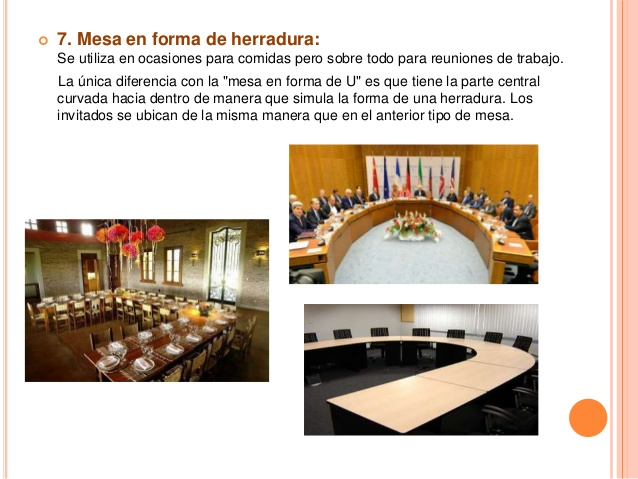 7. Mesa en forma de herradura:
Se utiliza en ocasiones para comidas pero sobre todo para reuniones de trabajo.
La única diferencia con la "mesa en forma de U" es que tiene la parte central
curvada hacia dentro de manera que simula la forma de una herradura. Los
invitados se ubican de la misma manera que en el anterior tipo de mesa.